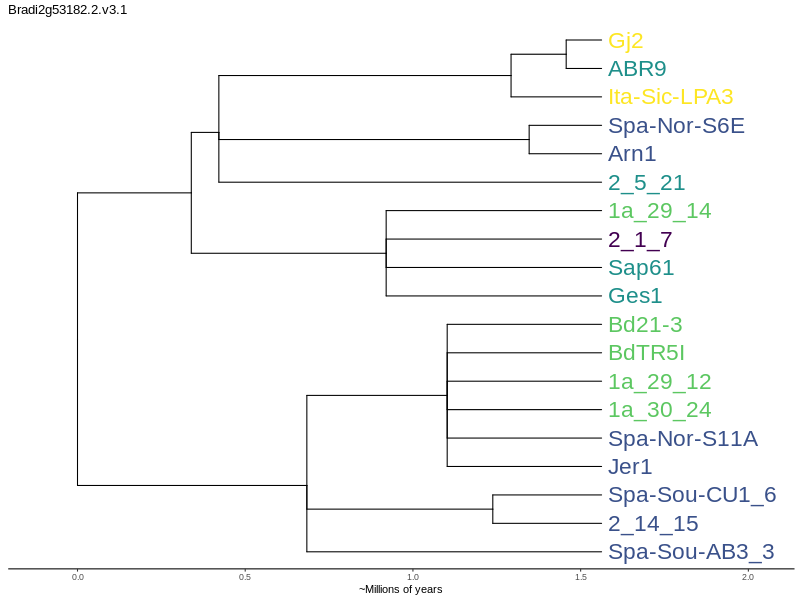 Bradi2g53182.2.v3.1
Gj2
ABR9
Ita-Sic-LPA3
Spa-Nor-S6E
Arn1
2_5_21
1a_29_14
2_1_7
Sap61
Ges1
Bd21-3
BdTR5I
1a_29_12
1a_30_24
Spa-Nor-S11A
Jer1
Spa-Sou-CU1_6
2_14_15
Spa-Sou-AB3_3
0.0 0.5 1.0 1.5 2.0
~Millions of years